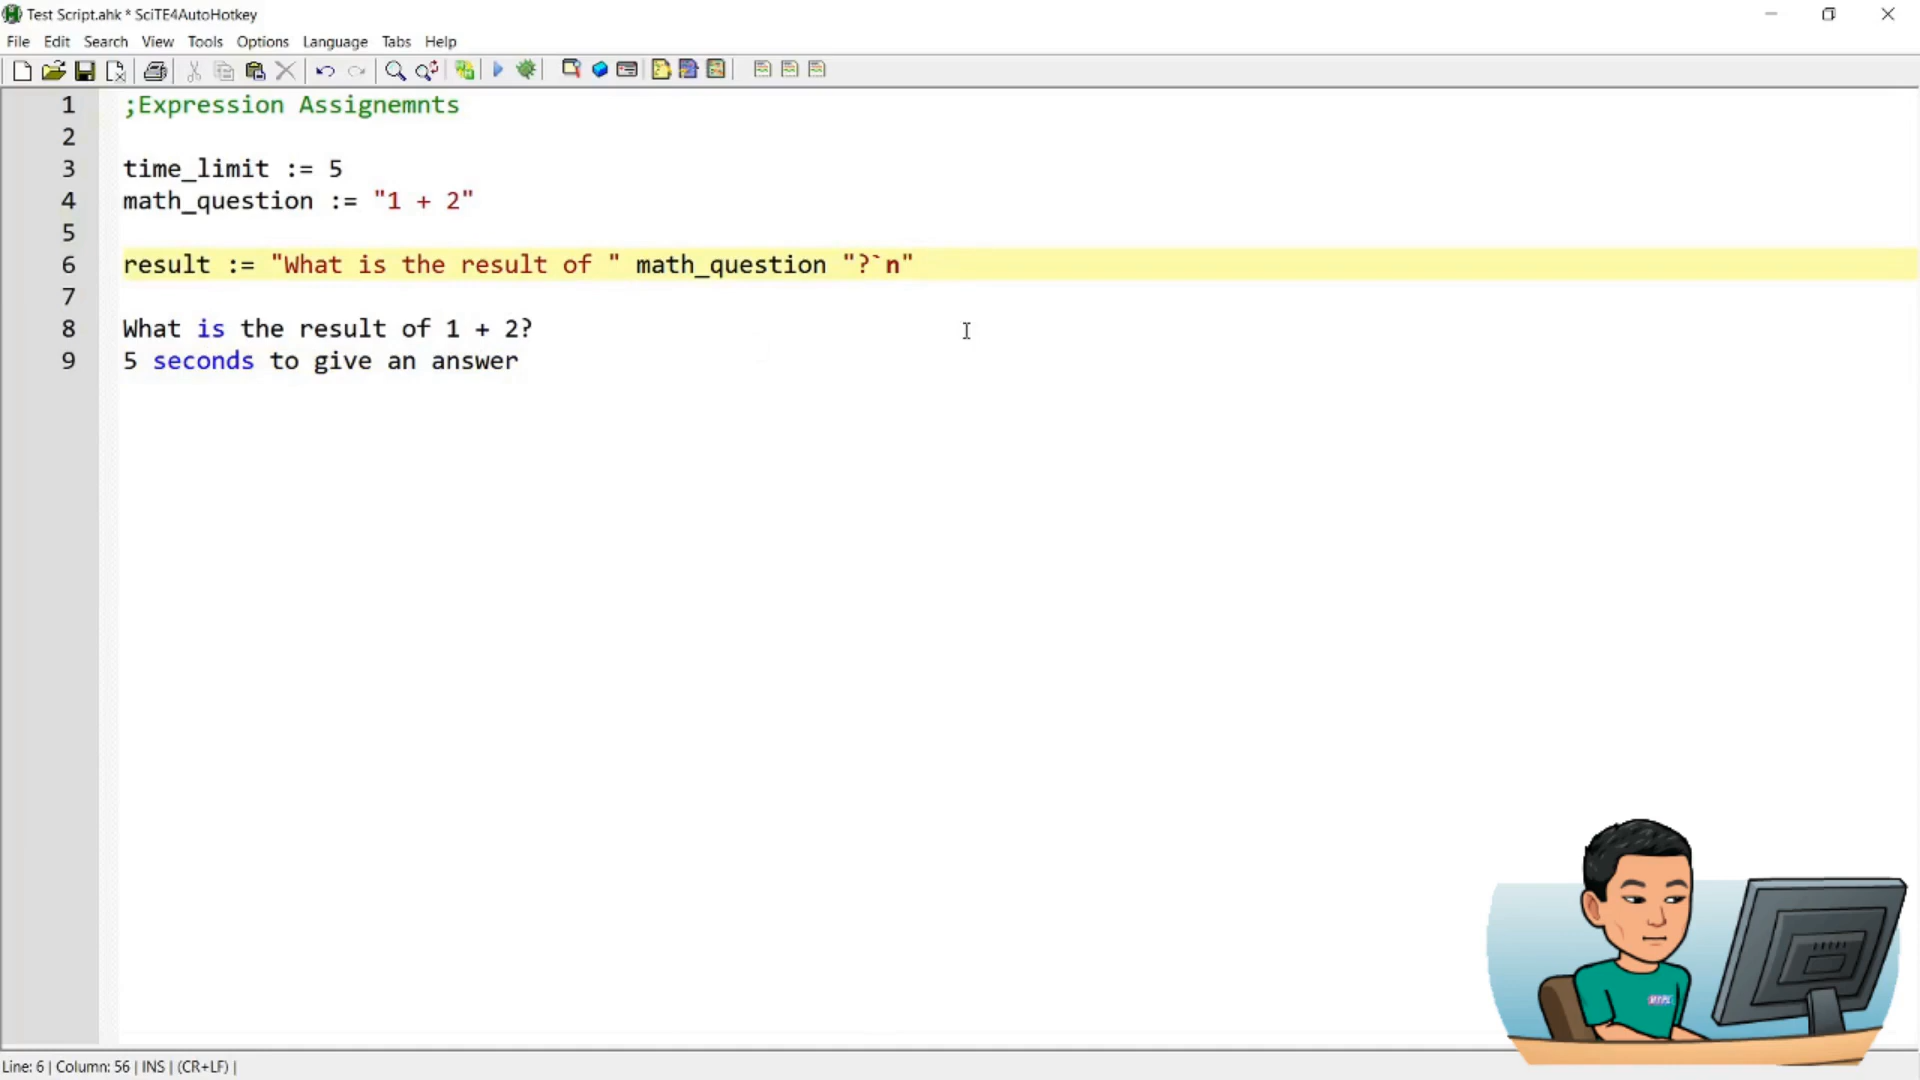 Test Script.ahk * SciTE4AutoHotkey
File Edit Search View Tools Options Language Tabs Help
1 ;Expression Assignemnts
2
3 time_limit := 5
4 math_question := "1 + 2"
5
6 result := "What is the result of " math_question "?`n"
7
8 What is the result of 1 + 2?
9 5 seconds to give an answer
Line: 6 | Column: 56 | INS | (CR+LF) |